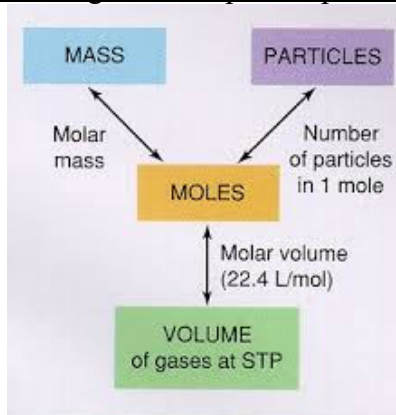 MASS
PARTICLES
Molar
mass
Number
of particles
in 1 mole
MOLES
Molar volume
(22.4 L/mol)
VOLUME
of gases at STP